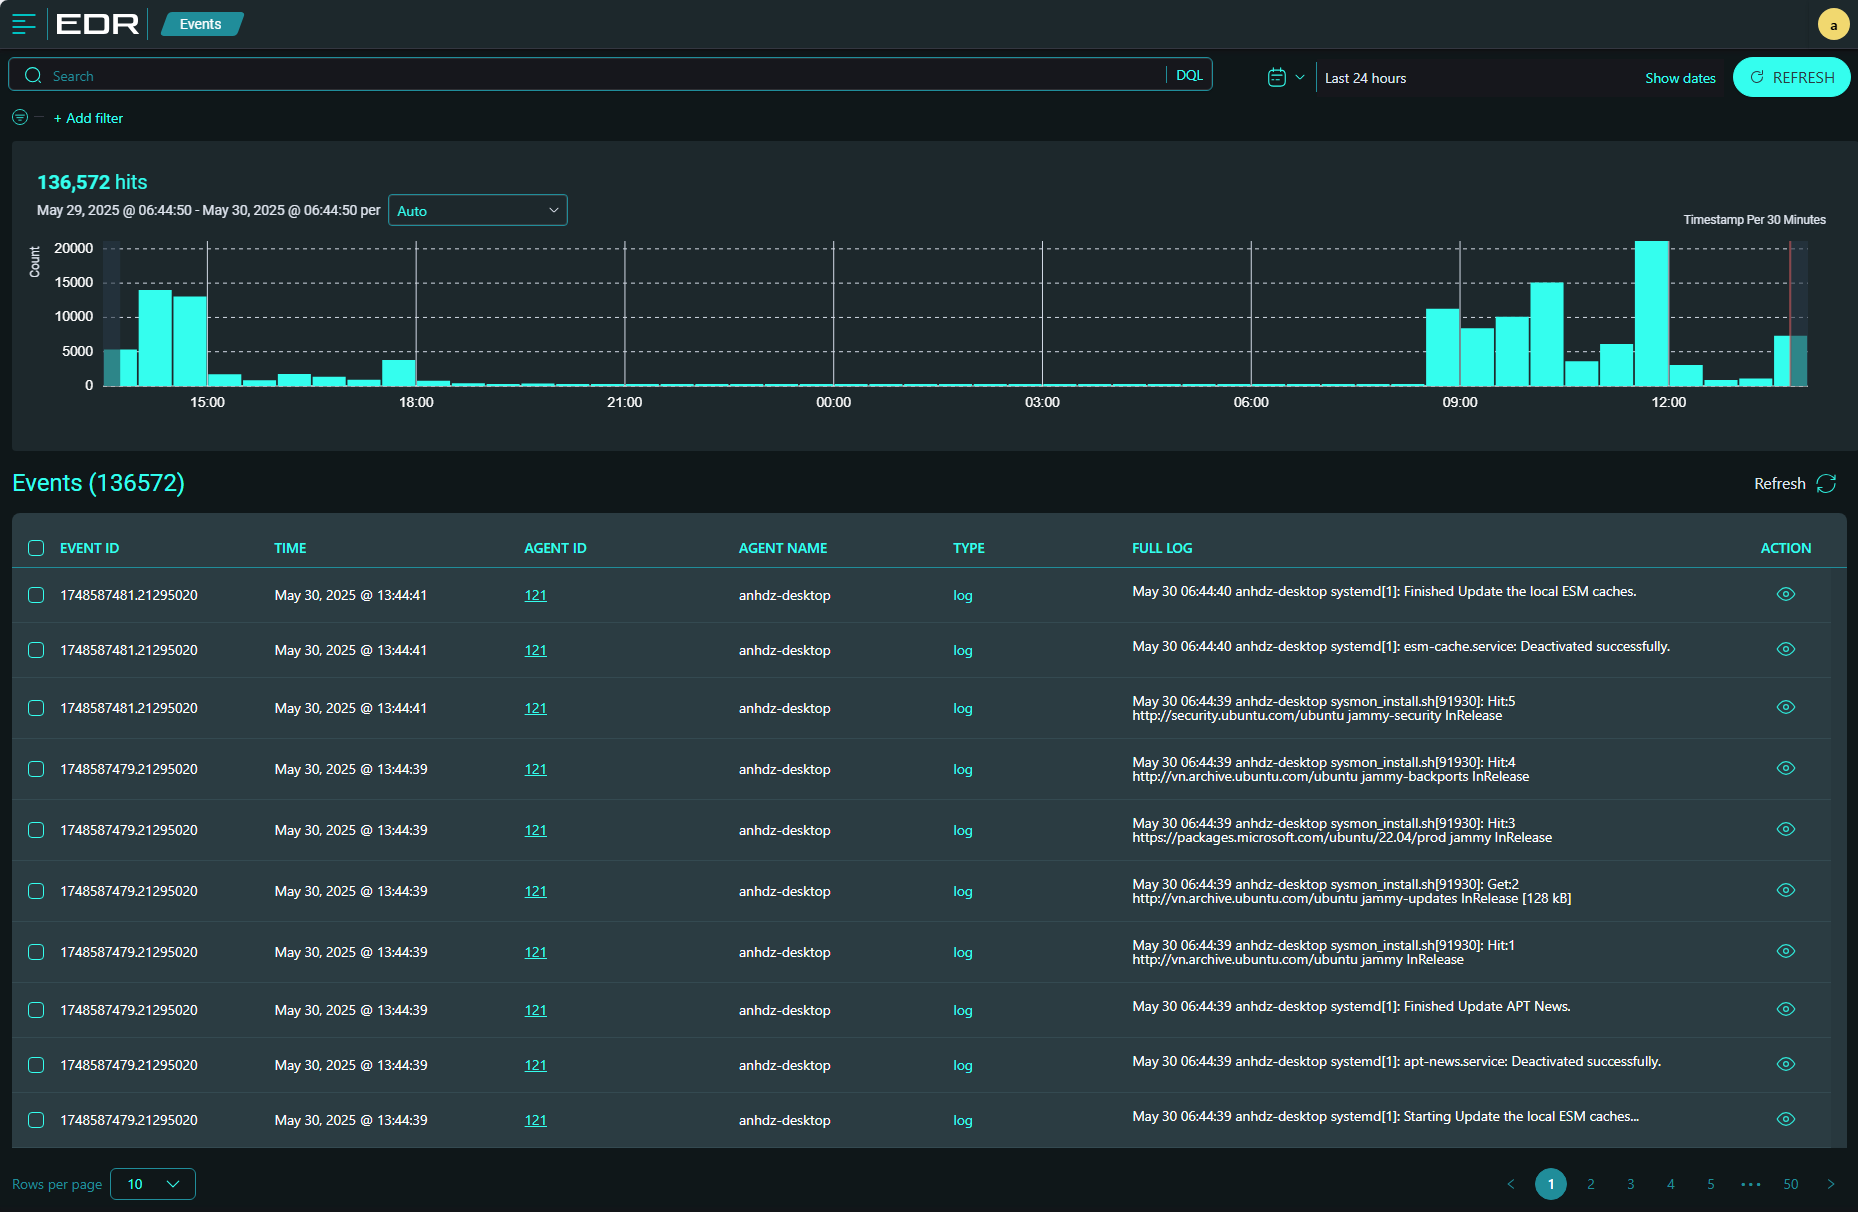 EDR
Events
a
Search
DQL
Last 24 hours
Show dates
REFRESH
+ Add filter
136,572 hits
May 29, 2025 @ 06:44:50 - May 30, 2025 @ 06:44:50 per
Auto
Timestamp Per 30 Minutes
Count
20000
15000
10000
5000
0
15:00 18:00 21:00 00:00 03:00 06:00 09:00 12:00
Events (136572)
Refresh
EVENT ID TIME AGENT ID AGENT NAME TYPE FULL LOG ACTION
1748587481.21295020 May 30, 2025 @ 13:44:41 121 anhdz-desktop log May 30 06:44:40 anhdz-desktop systemd[1]: Finished Update the local ESM caches.
1748587481.21295020 May 30, 2025 @ 13:44:41 121 anhdz-desktop log May 30 06:44:40 anhdz-desktop systemd[1]: esm-cache.service: Deactivated successfully.
1748587481.21295020 May 30, 2025 @ 13:44:41 121 anhdz-desktop log May 30 06:44:39 anhdz-desktop sysmon_install.sh[91930]: Hit:5
http://security.ubuntu.com/ubuntu jammy-security InRelease
1748587479.21295020 May 30, 2025 @ 13:44:39 121 anhdz-desktop log May 30 06:44:39 anhdz-desktop sysmon_install.sh[91930]: Hit:4
http://vn.archive.ubuntu.com/ubuntu jammy-backports InRelease
1748587479.21295020 May 30, 2025 @ 13:44:39 121 anhdz-desktop log May 30 06:44:39 anhdz-desktop sysmon_install.sh[91930]: Hit:3
https://packages.microsoft.com/ubuntu/22.04/prod jammy InRelease
1748587479.21295020 May 30, 2025 @ 13:44:39 121 anhdz-desktop log May 30 06:44:39 anhdz-desktop sysmon_install.sh[91930]: Get:2
http://vn.archive.ubuntu.com/ubuntu jammy-updates InRelease [128 kB]
1748587479.21295020 May 30, 2025 @ 13:44:39 121 anhdz-desktop log May 30 06:44:39 anhdz-desktop sysmon_install.sh[91930]: Hit:1
http://vn.archive.ubuntu.com/ubuntu jammy InRelease
1748587479.21295020 May 30, 2025 @ 13:44:39 121 anhdz-desktop log May 30 06:44:39 anhdz-desktop systemd[1]: Finished Update APT News.
1748587479.21295020 May 30, 2025 @ 13:44:39 121 anhdz-desktop log May 30 06:44:39 anhdz-desktop systemd[1]: apt-news.service: Deactivated successfully.
1748587479.21295020 May 30, 2025 @ 13:44:39 121 anhdz-desktop log May 30 06:44:39 anhdz-desktop systemd[1]: Starting Update the local ESM caches...
Rows per page 10
< 1 2 3 4 5 ••• 50 >